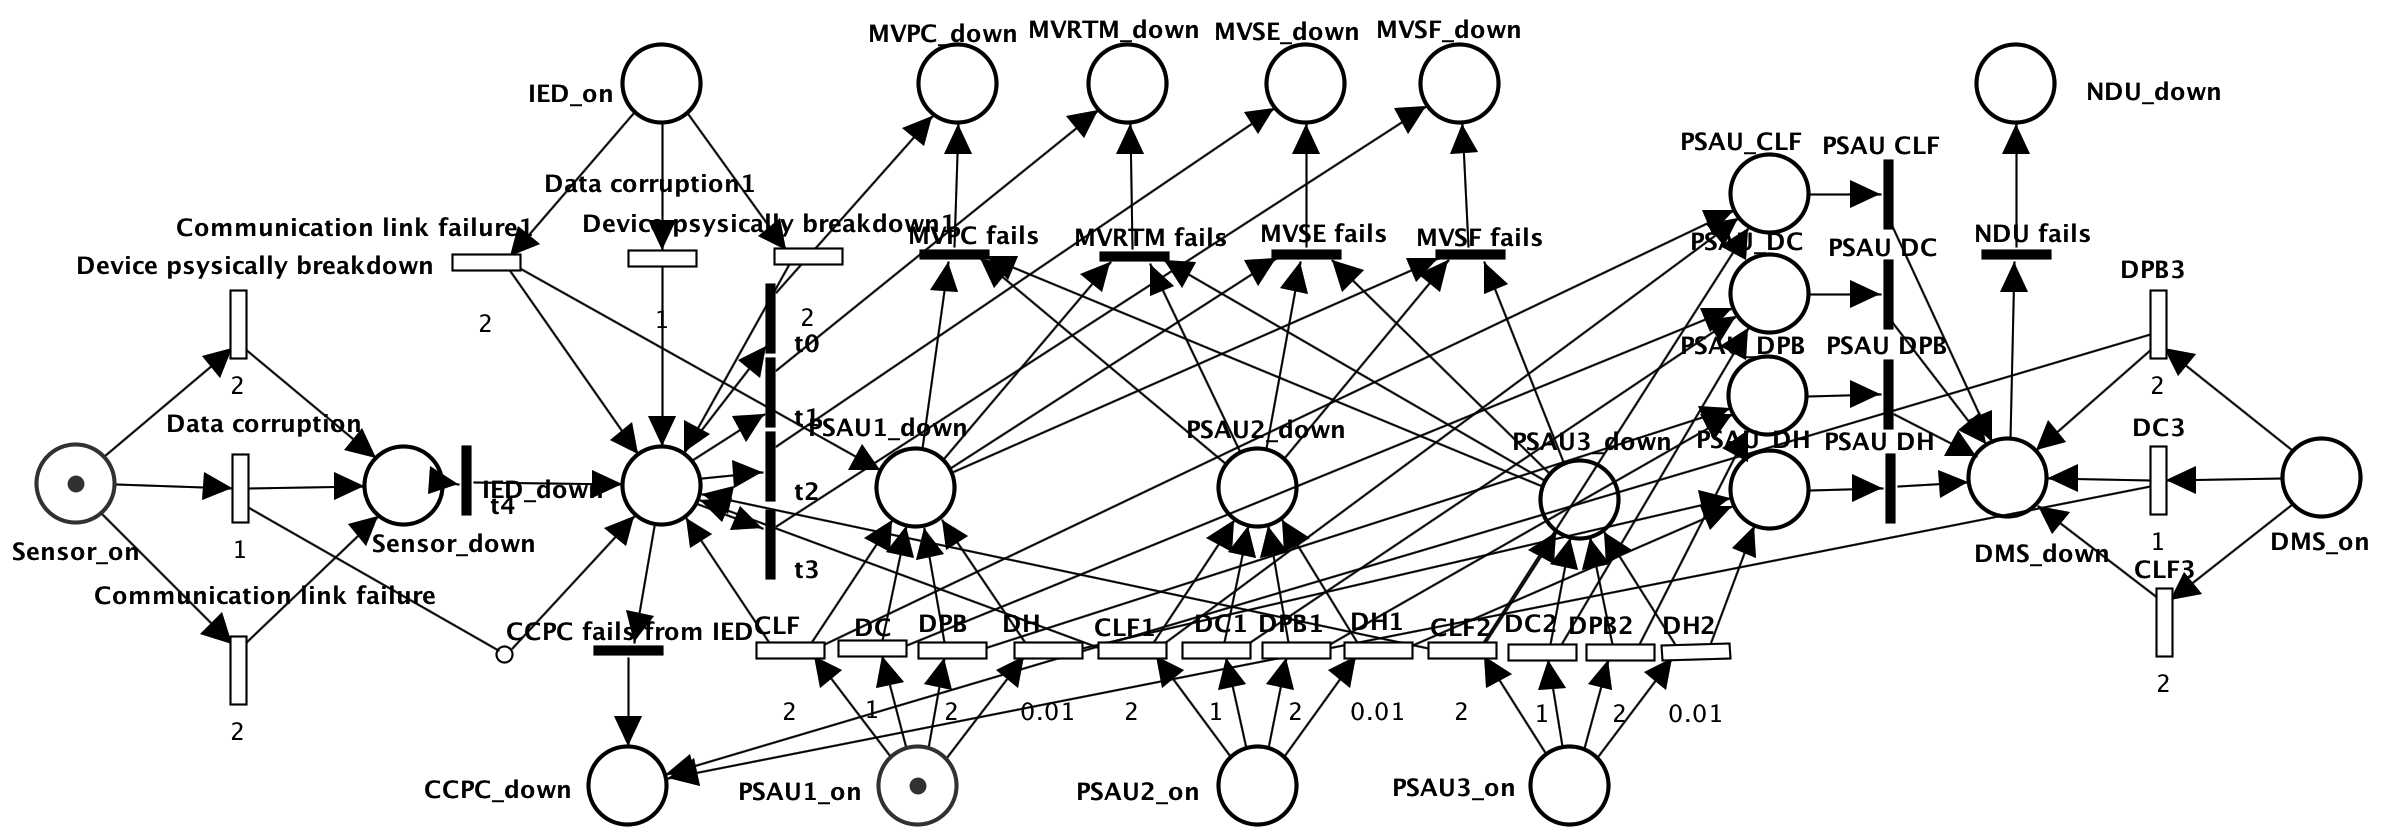 MVPC_down
MVRTM_down
MVSE_down
MVSF_down
IED_on
NDU_down
PSAU_CLF
PSAU CLF
Data corruption1
Communication link failure1
Device psysically breakdown1
MVPC fails
MVRTM fails
MVSE fails
MVSF fails
PSAU_DC
PSAU DC
NDU fails
Device psysically breakdown
DPB3
2
1
2
t0
PSAU_DPB
PSAU DPB
2
2
Data corruption
t1
PSAU1_down
PSAU2_down
PSAU3_down
PSAU_DH
PSAU DH
DC3
IED_down
t2
t4
Sensor_on
1
Sensor_down
t3
DMS_down
1
DMS_on
CLF3
Communication link failure
CCPC fails from IED
CLF
DC
DPB
DH
CLF1
DC1
DPB1
DH1
CLF2
DC2
DPB2
DH2
2
2
2
1
2
0.01
2
1
2
0.01
2
1
2
0.01
CCPC_down
PSAU1_on
PSAU2_on
PSAU3_on